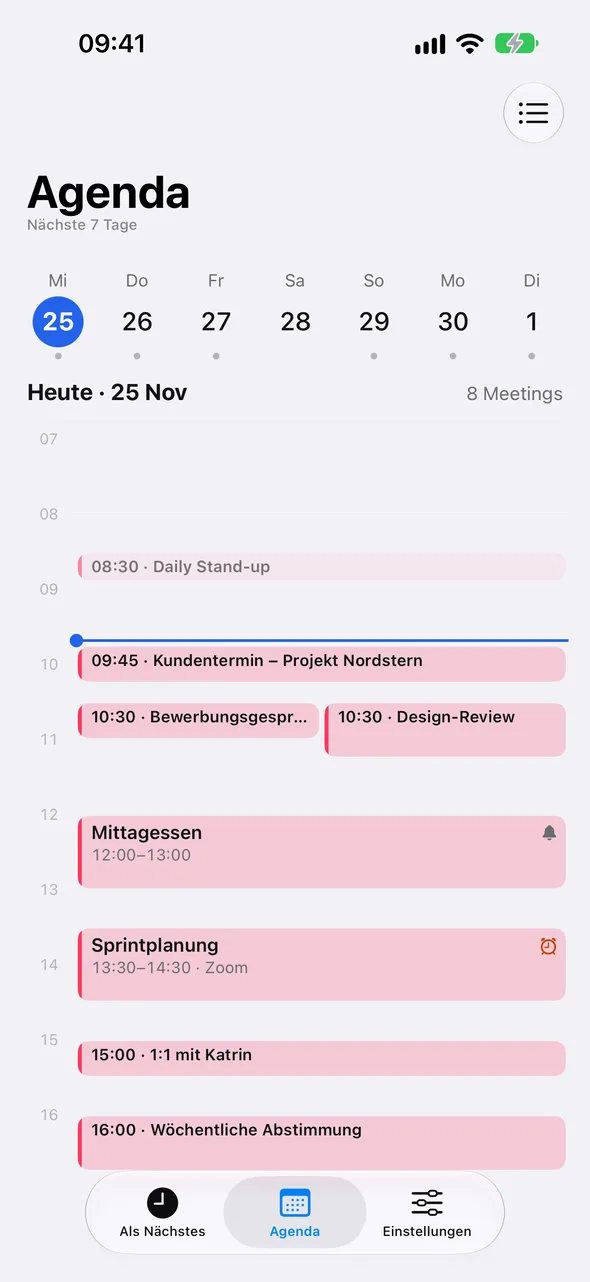 09:41
Agenda
Nächste 7 Tage
Mi Do Fr Sa So Mo Di
25 26 27 28 29 30 1
Heute · 25 Nov 8 Meetings
07
08
08:30 · Daily Stand-up
09
09:45 · Kundentermin – Projekt Nordstern
10
10:30 · Bewerbungsgespr... 10:30 · Design-Review
11
12
Mittagessen
12:00–13:00
13
Sprintplanung
13:30–14:30 · Zoom
14
15
15:00 · 1:1 mit Katrin
16
16:00 · Wöchentliche Abstimmung
Als Nächstes Agenda Einstellungen